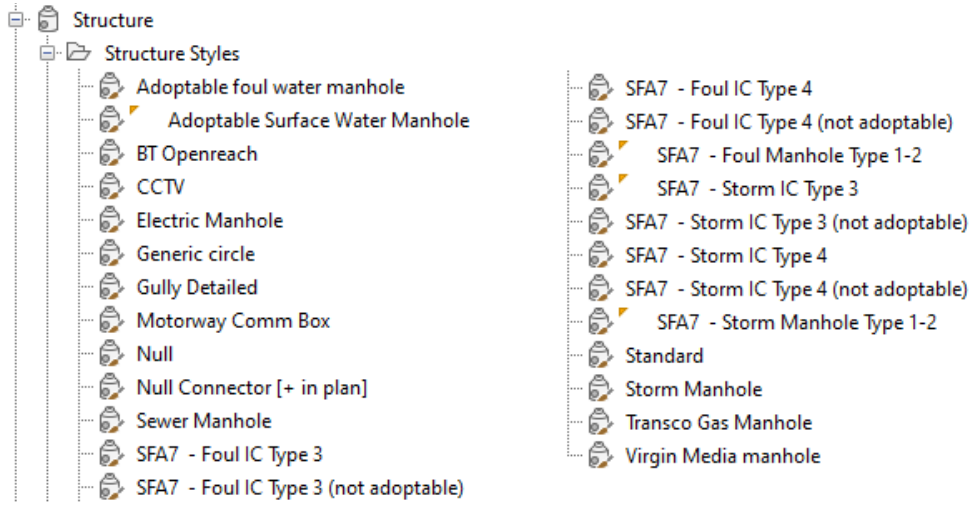 Structure
Structure Styles
Adoptable foul water manhole
Adoptable Surface Water Manhole
BT Openreach
CCTV
Electric Manhole
Generic circle
Gully Detailed
Motorway Comm Box
Null
Null Connector [+ in plan]
Sewer Manhole
SFA7 - Foul IC Type 3
SFA7 - Foul IC Type 3 (not adoptable)
SFA7 - Foul IC Type 4
SFA7 - Foul IC Type 4 (not adoptable)
SFA7 - Foul Manhole Type 1-2
SFA7 - Storm IC Type 3
SFA7 - Storm IC Type 3 (not adoptable)
SFA7 - Storm IC Type 4
SFA7 - Storm IC Type 4 (not adoptable)
SFA7 - Storm Manhole Type 1-2
Standard
Storm Manhole
Transco Gas Manhole
Virgin Media manhole